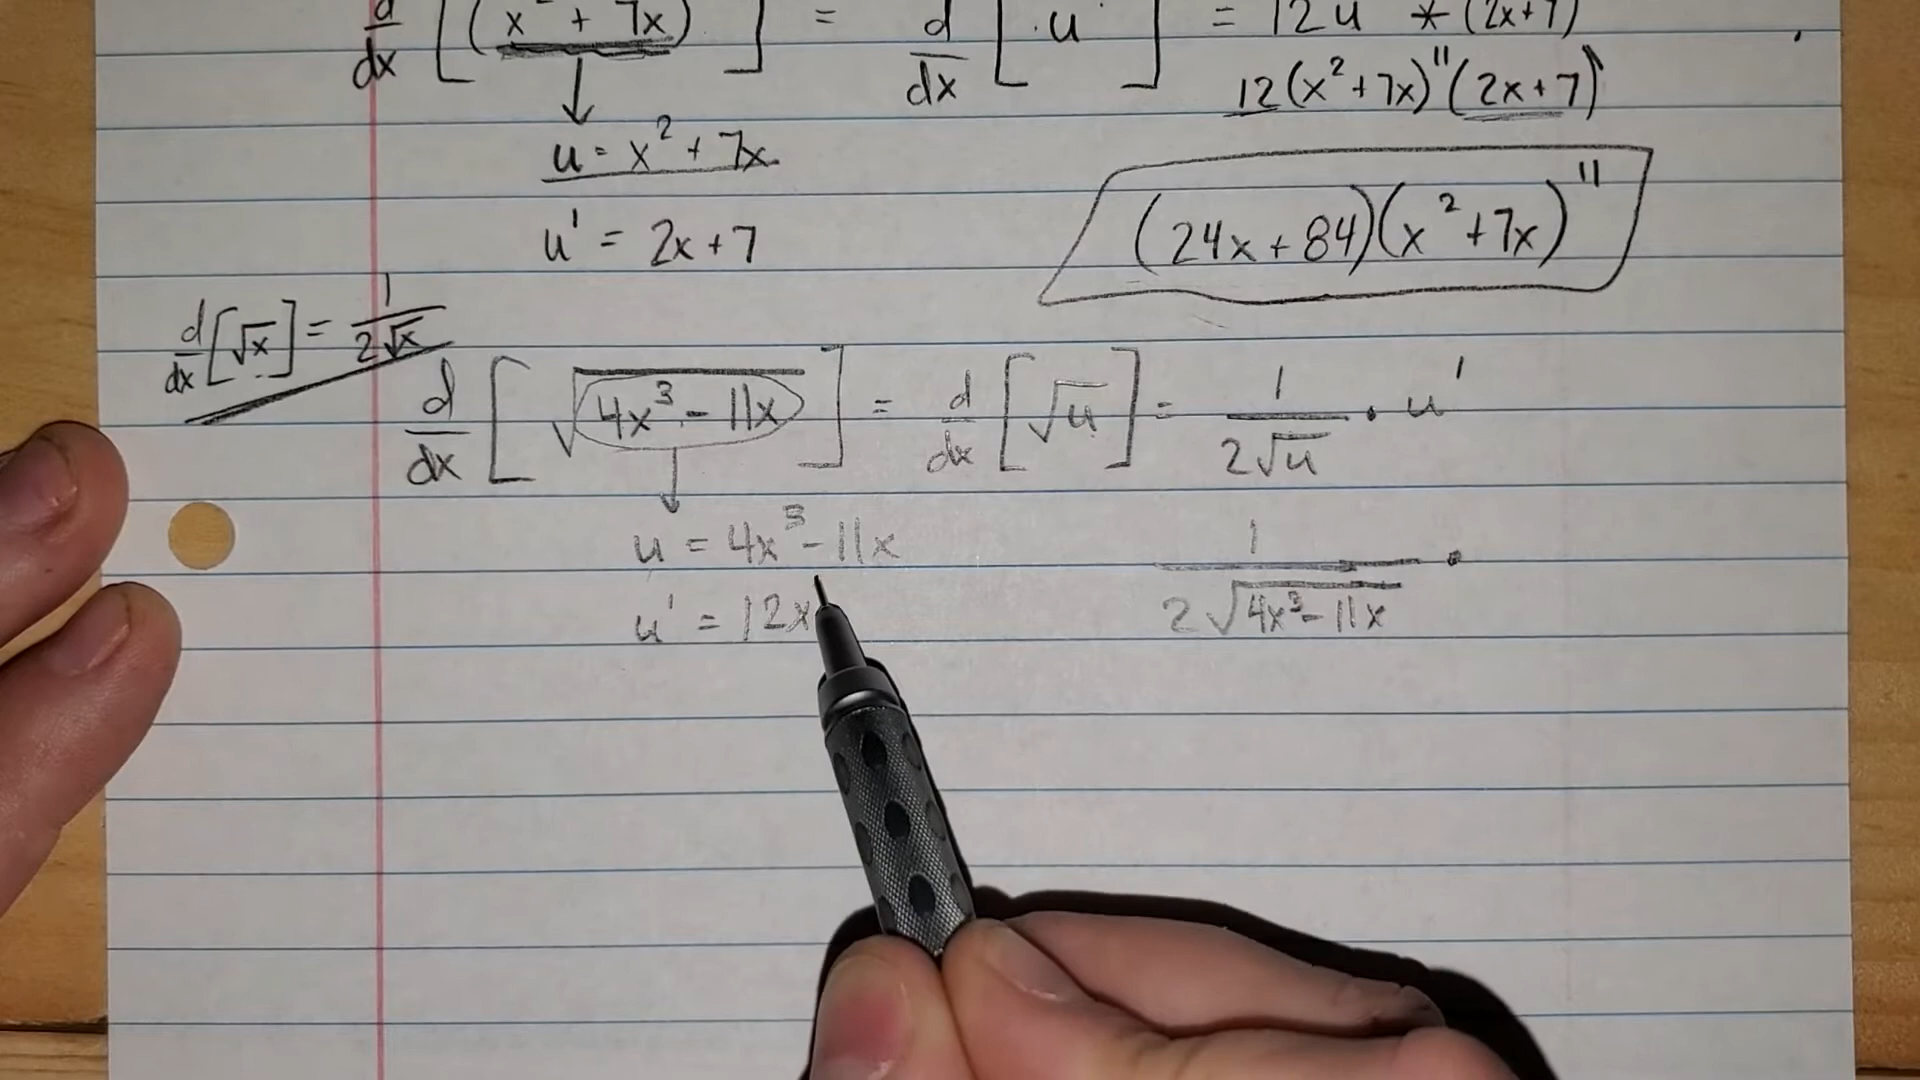 d/dx [(x² + 7x)] = d/dx [u] = 12u * (2x+7)
12(x²+7x)¹¹(2x+7)
u = x² + 7x
u' = 2x+7
(24x+84)(x²+7x)¹¹
d/dx [√x] = 1/(2√x)
d/dx [√(4x³ - 11x)] = d/dx [√u] = 1/(2√u) · u'
u = 4x³ - 11x
u' = 12x
1/(2√(4x³-11x)) ·